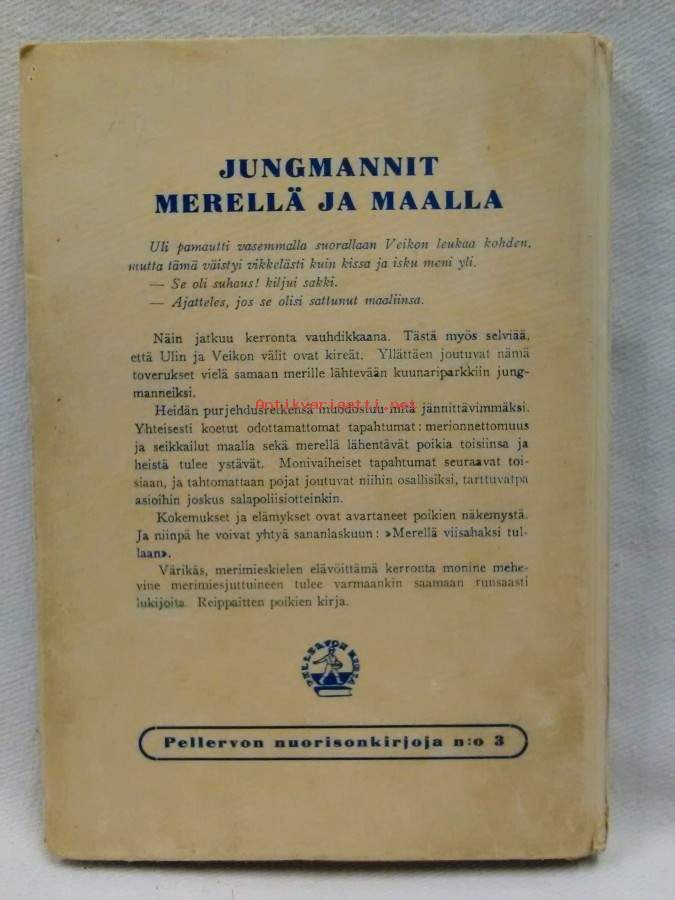 JUNGMANNIT
MERELLÄ JA MAALLA
Uli pamautti vasemmalla suorallaan Veikon leukaa kohden,
mutta tämä väistyi vikkelästi kuin kissa ja isku meni yli.
— Se oli suhaus! kiljui sakki.
— Ajatteles, jos se olisi sattunut maaliinsa.
Näin jatkuu kerronta vauhdikkaana. Tästä myös selviää,
että Ulin ja Veikon välit ovat kireät. Yllättäen joutuvat nämä
toverukset vielä samaan merille lähtevään kuunariparkkiin jung-
manneiksi.
Antikvariaatti.net
Heidän purjehdusretkensä muodostuu mitä jännittävimmäksi.
Yhteisesti koetut odottamattomat tapahtumat: merionnettomuus
ja seikkailut maalla sekä merellä lähentävät poikia toisiinsa ja
heistä tulee ystävät. Monivaiheiset tapahtumat seuraavat toi-
siaan, ja tahtomattaan pojat joutuvat niihin osallisiksi, tarttuvatpa
asioihin joskus salapoliisiotteinkin.
Kokemukset ja elämykset ovat avartaneet poikien näkemystä.
Ja niinpä he voivat yhtyä sananlaskuun: »Merellä viisahaksi tul-
laan».
Värikäs, merimieskielen elävöittämä kerronta monine mehe-
vine merimiesjuttuineen tulee varmaankin saamaan runsaasti
lukijoita. Reippaitten poikien kirja.
PELLERVON KIRJA
Pellervon nuorisonkirjoja n:o 3